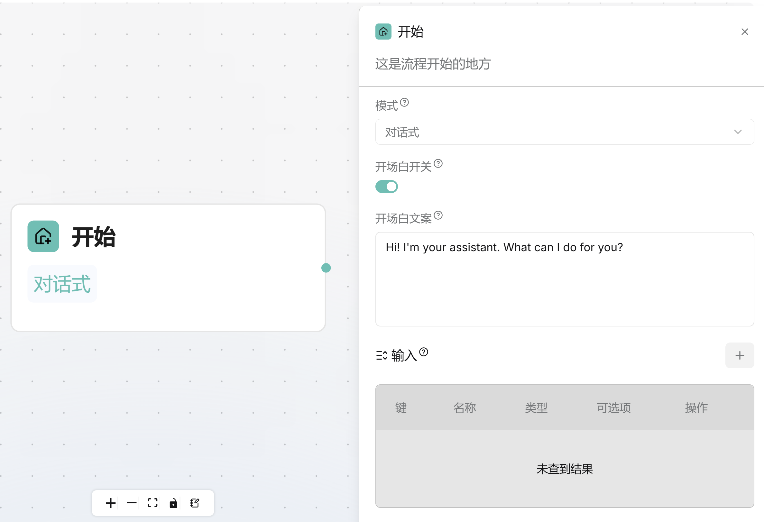 开始
对话式
开始
这是流程开始的地方
模式
对话式
开场白开关
开场白文案
Hi! I'm your assistant. What can I do for you?
输入
键 名称 类型 可选项 操作
未查到结果